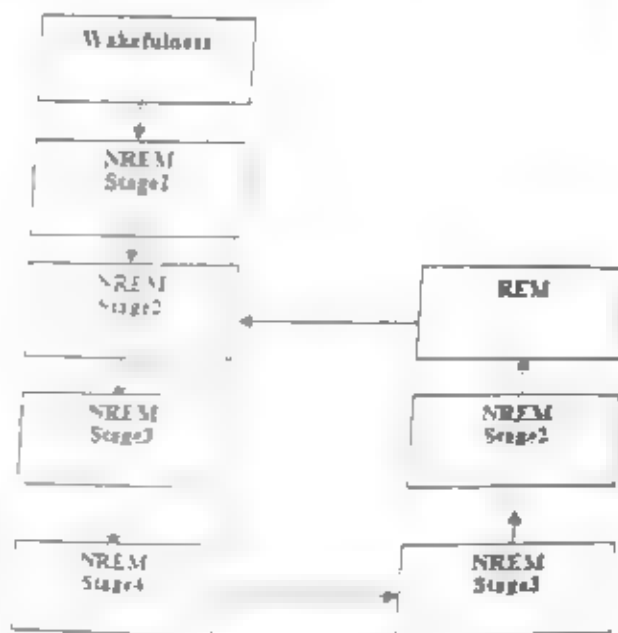 Wakefulness
NREM
Stage1
NREM
Stage2
REM
NREM
Stage3
NREM
Stage2
NREM
Stage4
NREM
Stage3